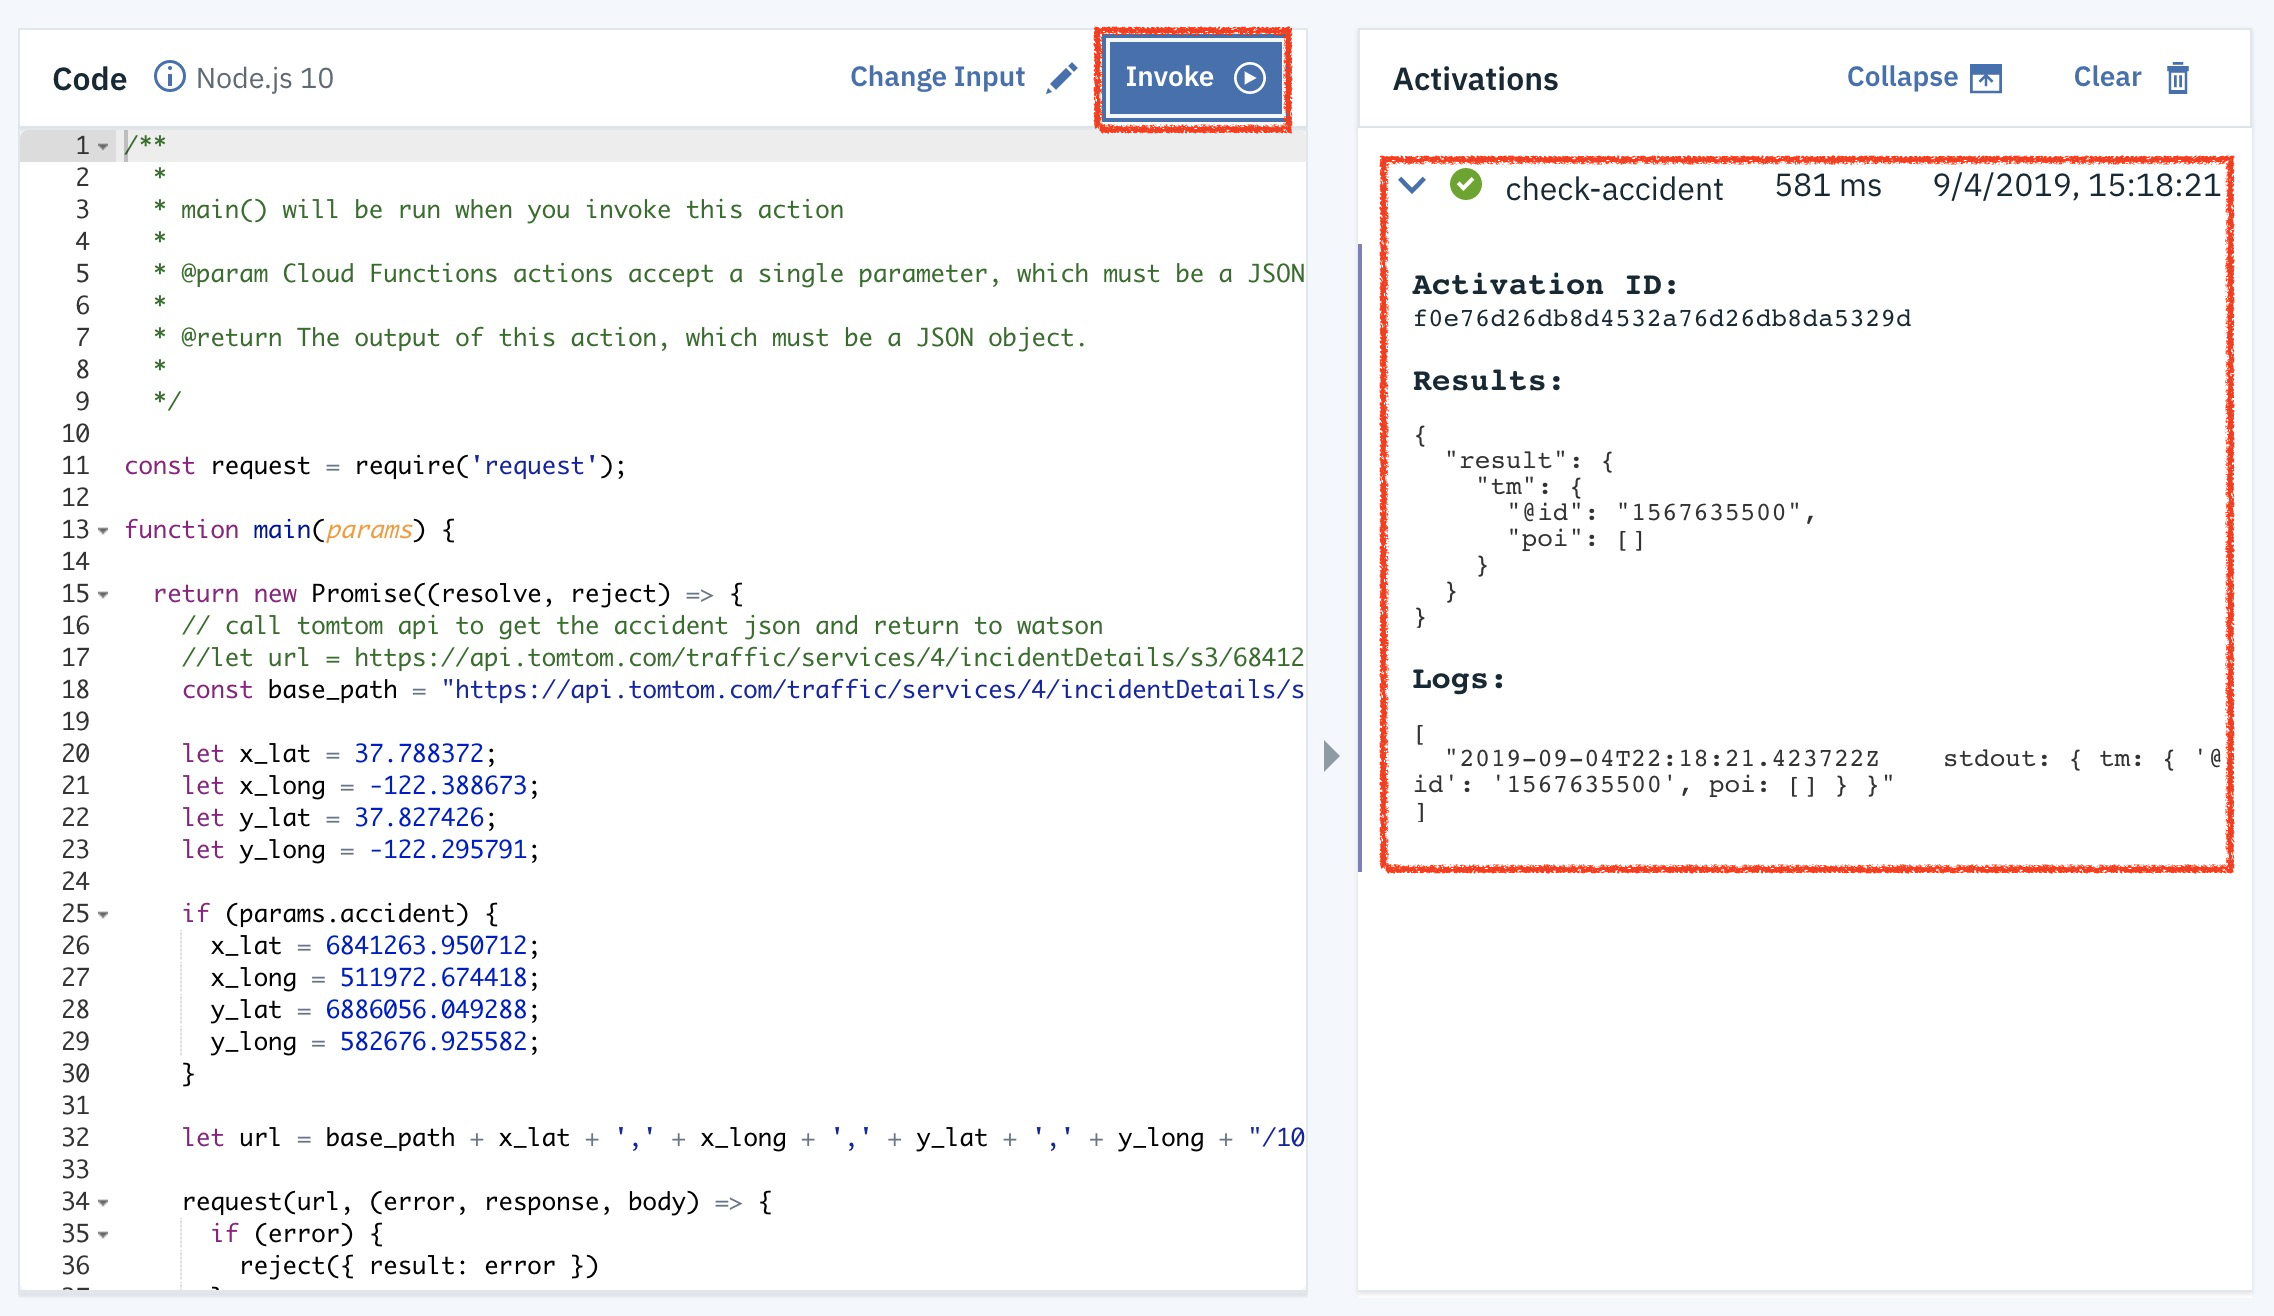 Code Node.js 10 Change Input Invoke
1 /**
2 *
3 * main() will be run when you invoke this action
4 *
5 * @param Cloud Functions actions accept a single parameter, which must be a JSON
6 *
7 * @return The output of this action, which must be a JSON object.
8 *
9 */
10
11 const request = require('request');
12
13 function main(params) {
14
15 return new Promise((resolve, reject) => {
16 // call tomtom api to get the accident json and return to watson
17 //let url = https://api.tomtom.com/traffic/services/4/incidentDetails/s3/68412
18 const base_path = "https://api.tomtom.com/traffic/services/4/incidentDetails/s
19
20 let x_lat = 37.788372;
21 let x_long = -122.388673;
22 let y_lat = 37.827426;
23 let y_long = -122.295791;
24
25 if (params.accident) {
26 x_lat = 6841263.950712;
27 x_long = 511972.674418;
28 y_lat = 6886056.049288;
29 y_long = 582676.925582;
30 }
31
32 let url = base_path + x_lat + ',' + x_long + ',' + y_lat + ',' + y_long + "/10
33
34 request(url, (error, response, body) => {
35 if (error) {
36 reject({ result: error })
Activations Collapse Clear
check-accident 581 ms 9/4/2019, 15:18:21
Activation ID:
f0e76d26db8d4532a76d26db8da5329d
Results:
{
"result": {
"tm": {
"@id": "1567635500",
"poi": []
}
}
}
Logs:
[
"2019-09-04T22:18:21.423722Z stdout: { tm: { '@
id': '1567635500', poi: [] } }"
]